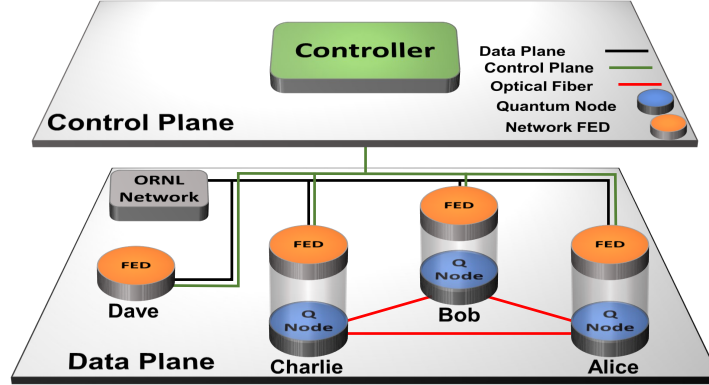 Controller
Data Plane
Control Plane
Optical Fiber
Quantum Node
Network FED
Control Plane
ORNL
Network
FED
FED
FED
FED
Q
Node
Q
Node
Q
Node
Dave
Bob
Charlie
Alice
Data Plane